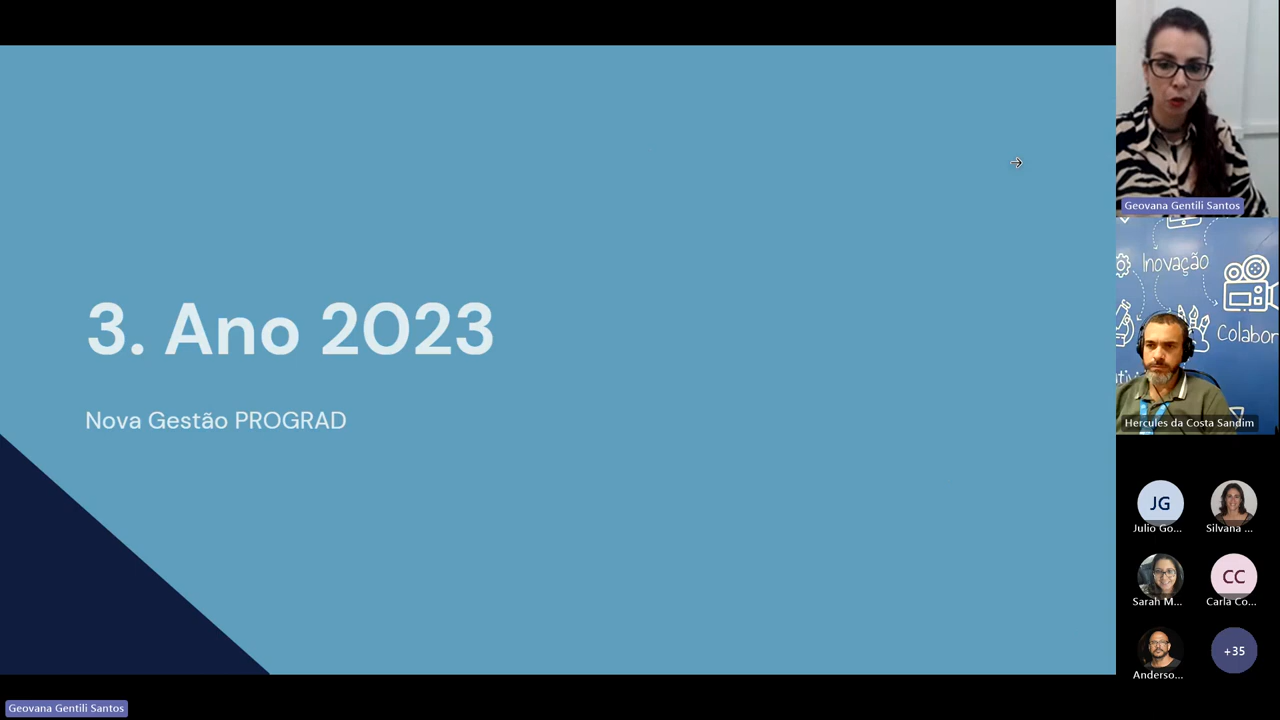 3. Ano 2023
Nova Gestão PROGRAD
Geovana Gentili Santos
Inovação
Colabor
Hercules da Costa Sandim
JG
Julio Go...
Silvana ...
Sarah M...
CC
Carla Co...
Anderso...
+35
Geovana Gentili Santos